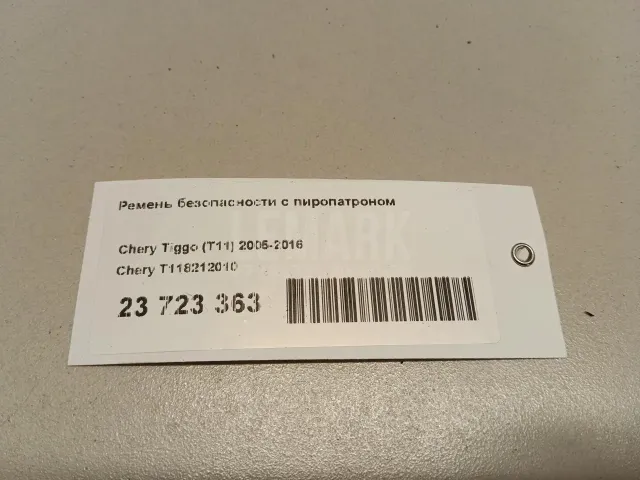 Ремень безопасности с пиропатроном
Chery Tiggo (T11) 2005-2016
Chery T118212010
23 723 363